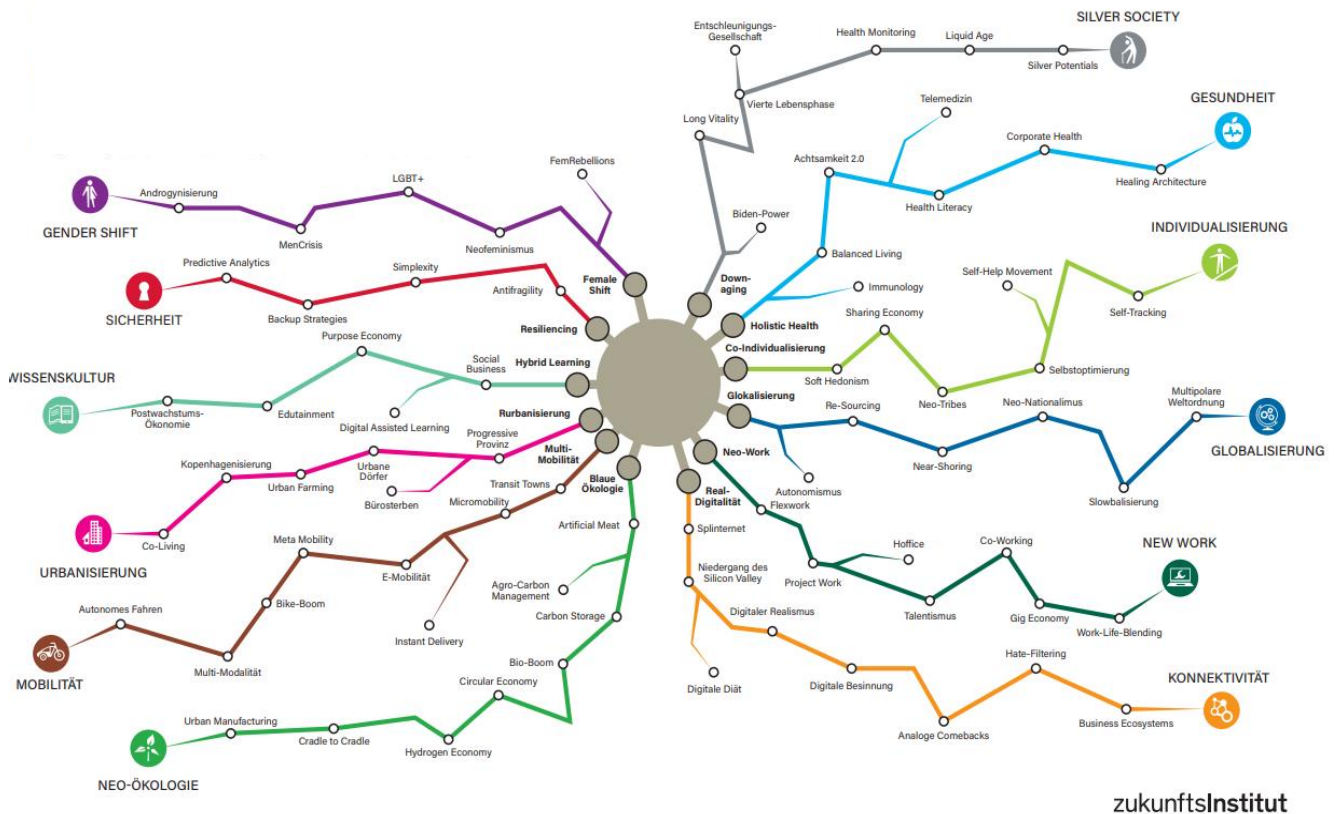 SILVER SOCIETY
Entschleunigungs-
Gesellschaft
Health Monitoring
Liquid Age
Silver Potentials
Vierte Lebensphase
Long Vitality
Biden-Power
Down-
aging
GESUNDHEIT
Telemedizin
Corporate Health
Achtsamkeit 2.0
Healing Architecture
Health Literacy
Balanced Living
Immunology
Holistic Health
INDIVIDUALISIERUNG
Self-Help Movement
Self-Tracking
Sharing Economy
Co-Individualisierung
Soft Hedonism
Neo-Tribes
Selbstoptimierung
Glokalisierung
Re-Sourcing
Neo-Nationalimus
Multipolare
Weltordnung
GLOBALISIERUNG
Near-Shoring
Autonomismus
Slowbalisierung
Neo-Work
Flexwork
Hoffice
Co-Working
NEW WORK
Project Work
Talentismus
Gig Economy
Work-Life-Blending
Real-
Digitalität
Splinternet
Niedergang des
Silicon Valley
Digitaler Realismus
Digitale Diät
Digitale Besinnung
Hate-Filtering
Analoge Comebacks
Business Ecosystems
KONNEKTIVITÄT
FemRebellions
LGBT+
Androgynisierung
GENDER SHIFT
MenCrisis
Neofeminismus
Female
Shift
Predictive Analytics
Simplexity
Antifragility
SICHERHEIT
Backup Strategies
Resiliencing
Purpose Economy
Social
Business
Hybrid Learning
WISSENSKULTUR
Postwachstums-
Ökonomie
Edutainment
Digital Assisted Learning
Rurbanisierung
Progressive
Provinz
Kopenhagenisierung
Urban Farming
Urbane
Dörfer
Bürosterben
Co-Living
URBANISIERUNG
Multi-
Mobilität
Transit Towns
Micromobility
Meta Mobility
E-Mobilität
Bike-Boom
Autonomes Fahren
Instant Delivery
Multi-Modalität
MOBILITÄT
Blaue
Ökologie
Artificial Meat
Agro-Carbon
Management
Carbon Storage
Bio-Boom
Circular Economy
Urban Manufacturing
Cradle to Cradle
Hydrogen Economy
NEO-ÖKOLOGIE
zukunftsInstitut